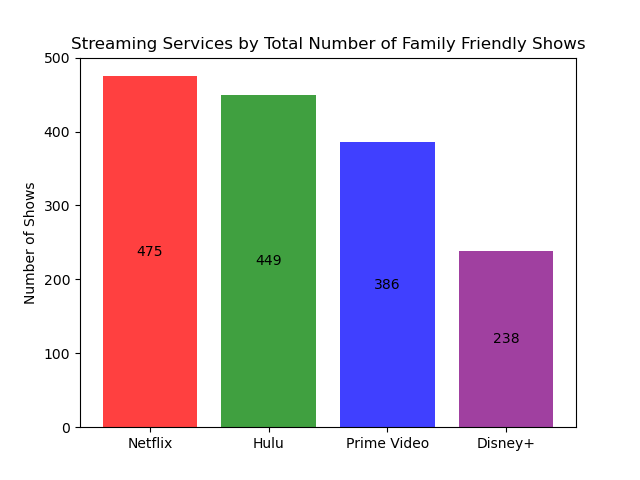 Streaming Services by Total Number of Family Friendly Shows
500
400
300
200
100
0
Number of Shows
475
449
386
238
Netflix
Hulu
Prime Video
Disney+